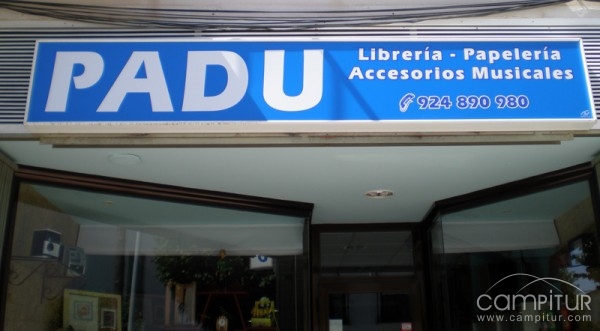 PADU
Librería - Papelería
Accesorios Musicales
924 890 980
CAMPITUR
www.campitur.com